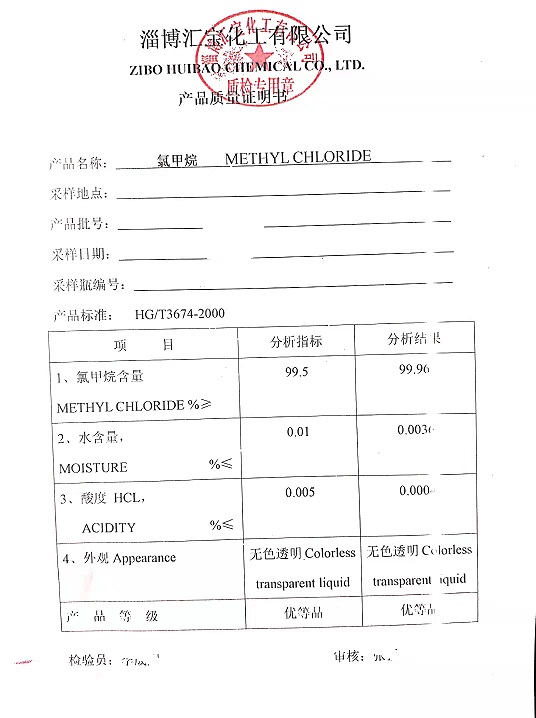 淄博汇宝化工有限公司
ZIBO HUIBAO CHEMICAL CO., LTD.
质检专用章
产品质量证明书
产品名称: 氯甲烷 METHYL CHLORIDE
采样地点:
产品批号:
采样日期:
采样瓶编号:
产品标准: HG/T3674-2000
项 目 分析指标 分析结果
1、氯甲烷含量 99.5 99.96
METHYL CHLORIDE %≥
2、水含量, 0.01 0.003
MOISTURE %≤
3、酸度 HCL, 0.005 0.000
ACIDITY %≤
4、外观 Appearance 无色透明 Colorless 无色透明 Colorless
transparent liquid transparent liquid
产 品 等 级 优等品 优等品
检验员: 审核: